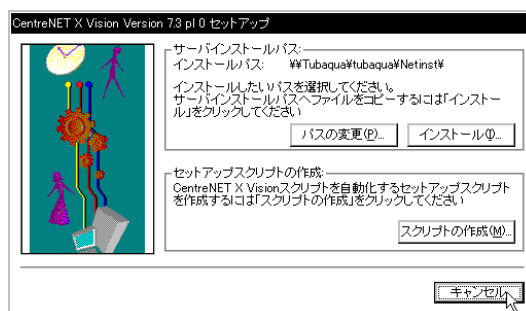 CentreNET X Vision Version 7.3 pl 0 セットアップ
サーバインストールパス:
インストールパス: ¥¥Tubaqua¥tubaqua¥Netinst¥
インストールしたいパスを選択してください。
サーバインストールパスへファイルをコピーするには「インストー
ル」をクリックしてください
パスの変更(P)... インストール(I)...
セットアップスクリプトの作成:
CentreNET X Visionスクリプトを自動化するセットアップスクリプト
を作成するには「スクリプトの作成」をクリックしてください
スクリプトの作成(M)...
キャンセル